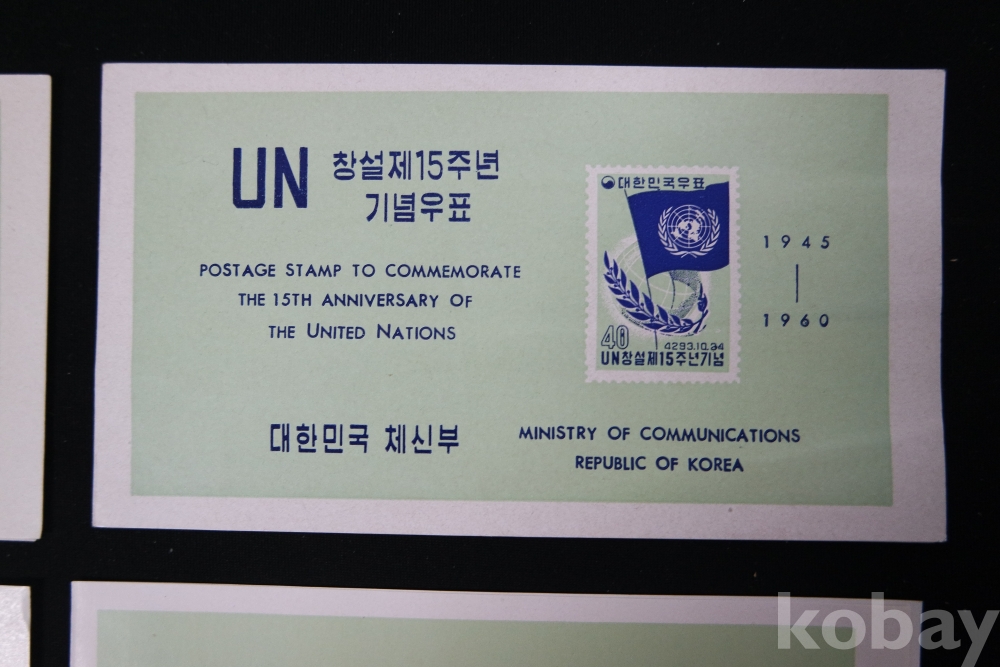 UN 창설제15주년
기념우표
POSTAGE STAMP TO COMMEMORATE
THE 15TH ANNIVERSARY OF
THE UNITED NATIONS
대한민국우표
40
4293.10.24
UN창설제15주년기념
1945
1960
대한민국 체신부
MINISTRY OF COMMUNICATIONS
REPUBLIC OF KOREA
kobay